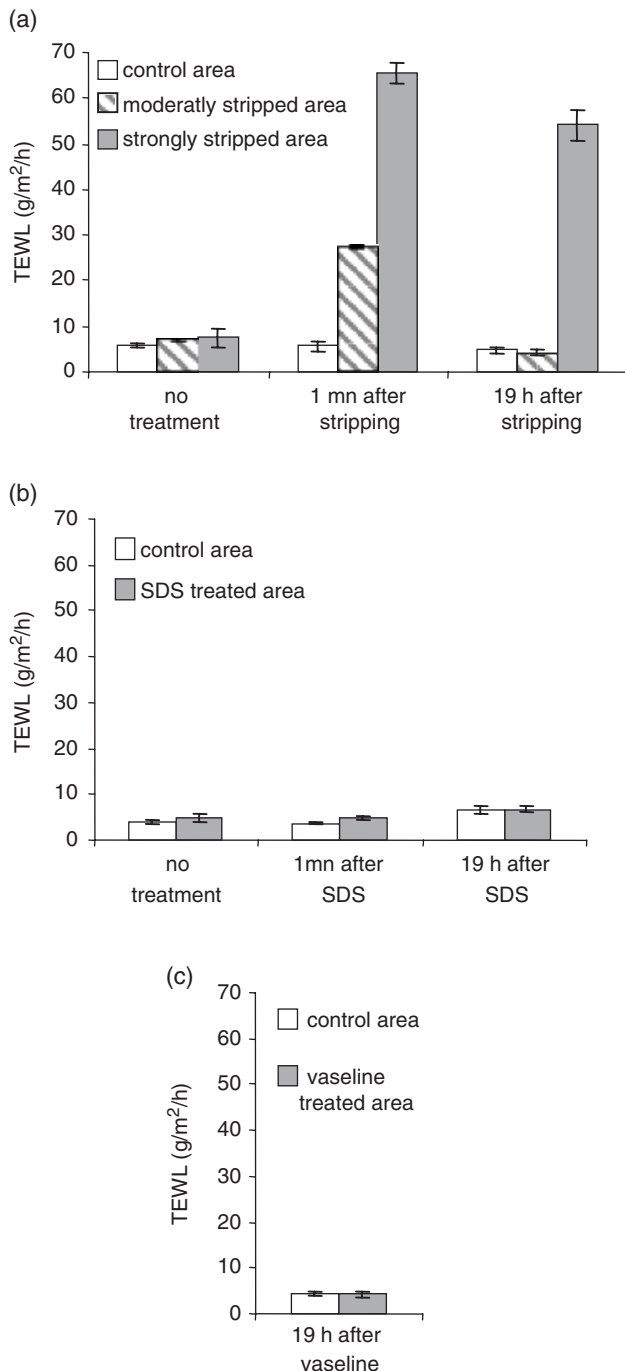 (a)
70
60
50
40
30
20
10
0
TEWL (g/m²/h)
control area
moderatly stripped area
strongly stripped area
no
treatment
1 mn after
stripping
19 h after
stripping
(b)
70
60
50
40
30
20
10
0
TEWL (g/m²/h)
control area
SDS treated area
no
treatment
1mn after
SDS
19 h after
SDS
(c)
70
60
50
40
30
20
10
0
TEWL (g/m²/h)
control area
vaseline
treated area
19 h after
vaseline